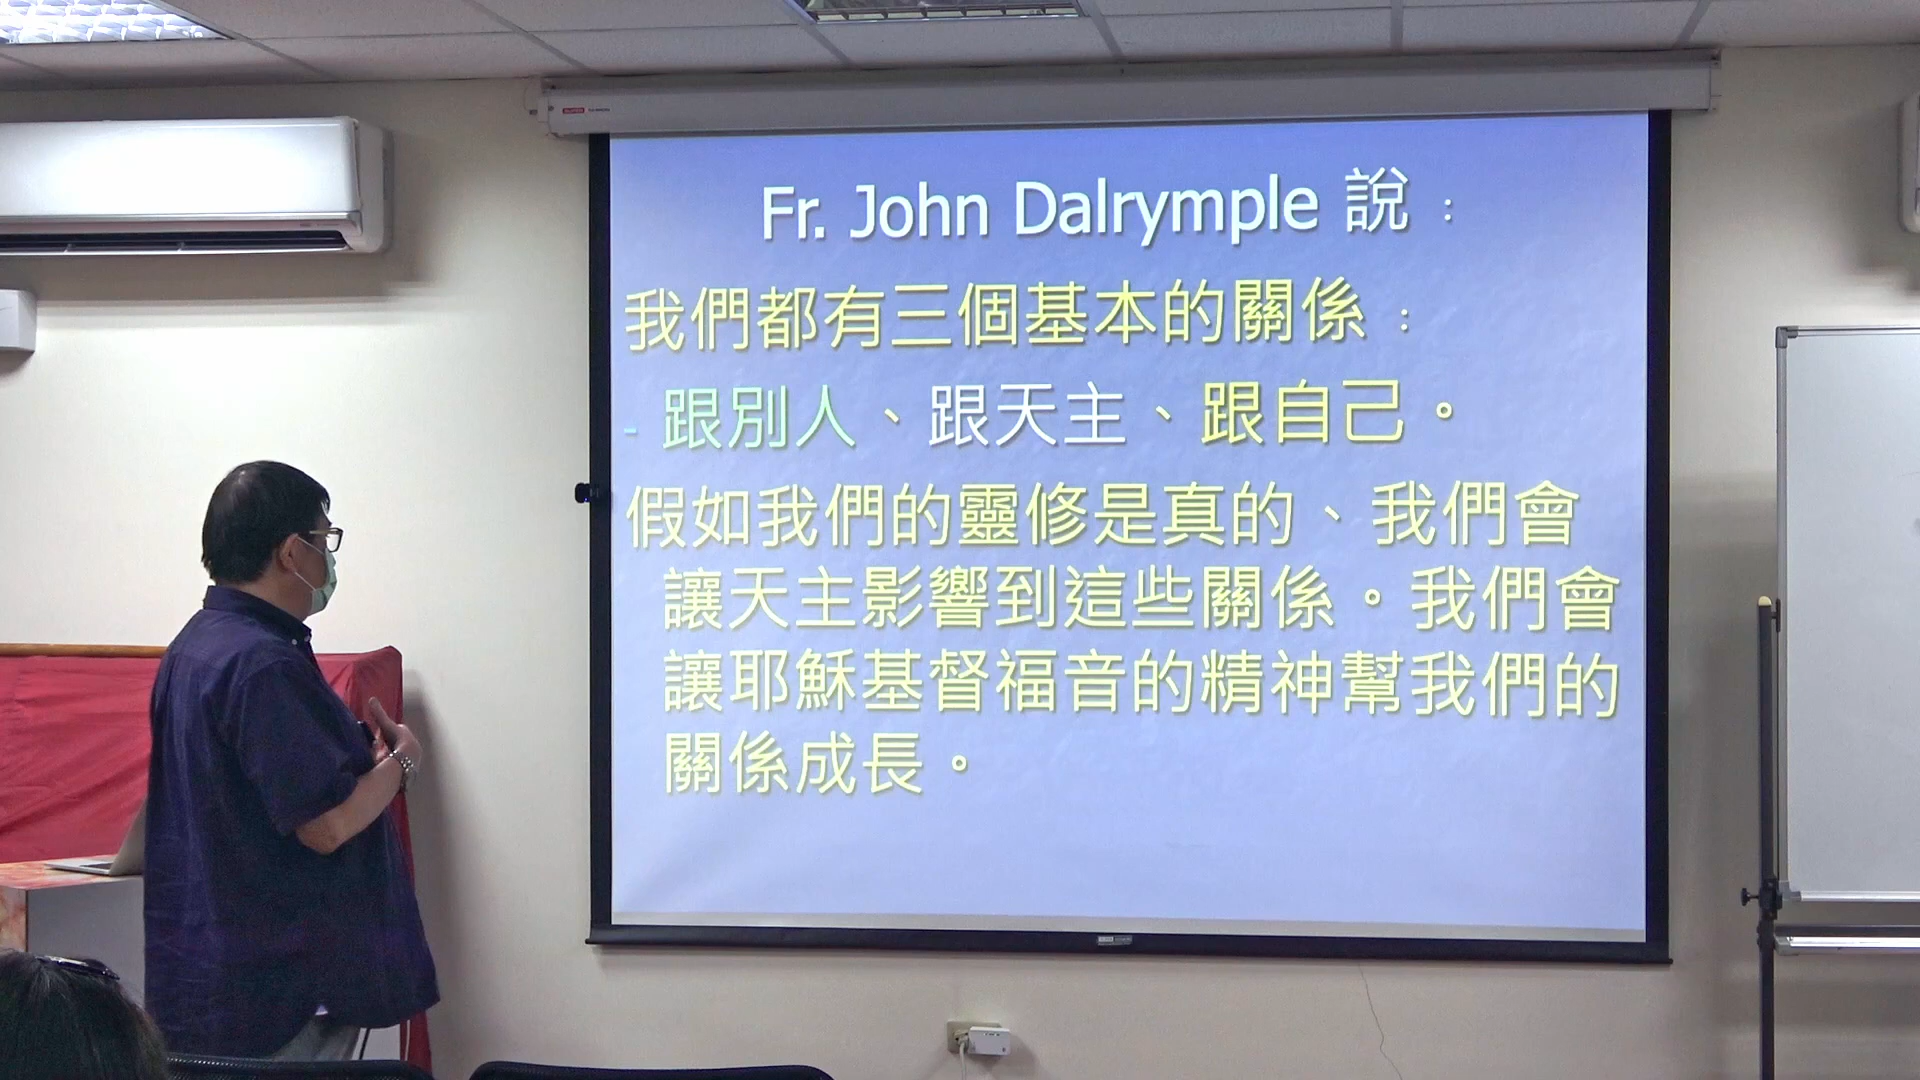 Fr. John Dalrymple 說：
我們都有三個基本的關係：
- 跟別人、跟天主、跟自己。
假如我們的靈修是真的、我們會
讓天主影響到這些關係。我們會
讓耶穌基督福音的精神幫我們的
關係成長。